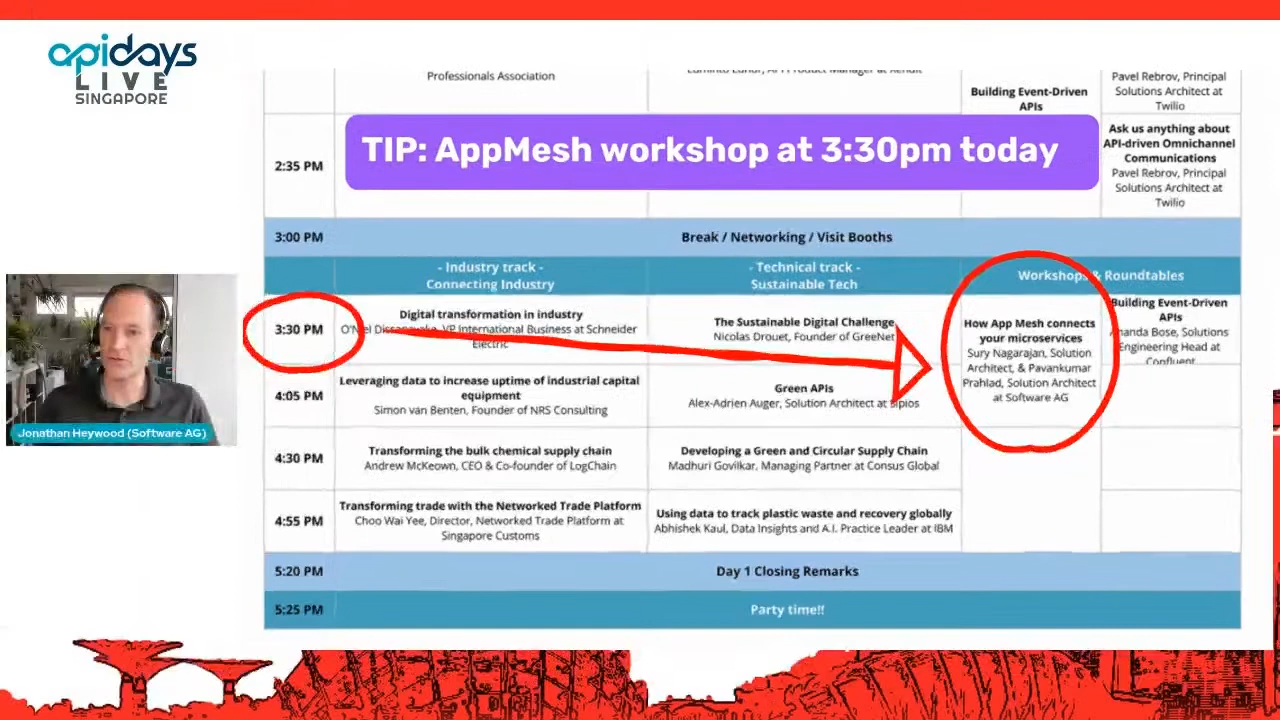 apidays
LIVE
SINGAPORE
Professionals Association
Building Event-Driven
APIs
Pavel Rebrov, Principal
Solutions Architect at
Twilio
TIP: AppMesh workshop at 3:30pm today
2:35 PM
Ask us anything about
API-driven Omnichannel
Communications
Pavel Rebrov, Principal
Solutions Architect at
Twilio
3:00 PM
Break / Networking / Visit Booths
- Industry track -
Connecting Industry
- Technical track -
Sustainable Tech
Workshops & Roundtables
3:30 PM
Digital transformation in industry
VP International Business at Schneider
Electric
The Sustainable Digital Challenge
Nicolas Drouet, Founder of GreeNet
How App Mesh connects
your microservices
Sury Nagarajan, Solution
Architect, & Pavankumar
Prahlad, Solution Architect
at Software AG
Building Event-Driven
APIs
Bose, Solutions
Engineering Head at
Confluent
4:05 PM
Leveraging data to increase uptime of industrial capital
equipment
Simon van Benten, Founder of NRS Consulting
Green APIs
Alex-Adrien Auger, Solution Architect at Bipios
4:30 PM
Transforming the bulk chemical supply chain
Andrew McKeown, CEO & Co-founder of LogChain
Developing a Green and Circular Supply Chain
Madhuri Govilkar, Managing Partner at Consus Global
4:55 PM
Transforming trade with the Networked Trade Platform
Choo Wai Yee, Director, Networked Trade Platform at
Singapore Customs
Using data to track plastic waste and recovery globally
Abhishek Kaul, Data Insights and A.I. Practice Leader at IBM
5:20 PM
Day 1 Closing Remarks
5:25 PM
Party time!!
Jonathan Heywood (Software AG)